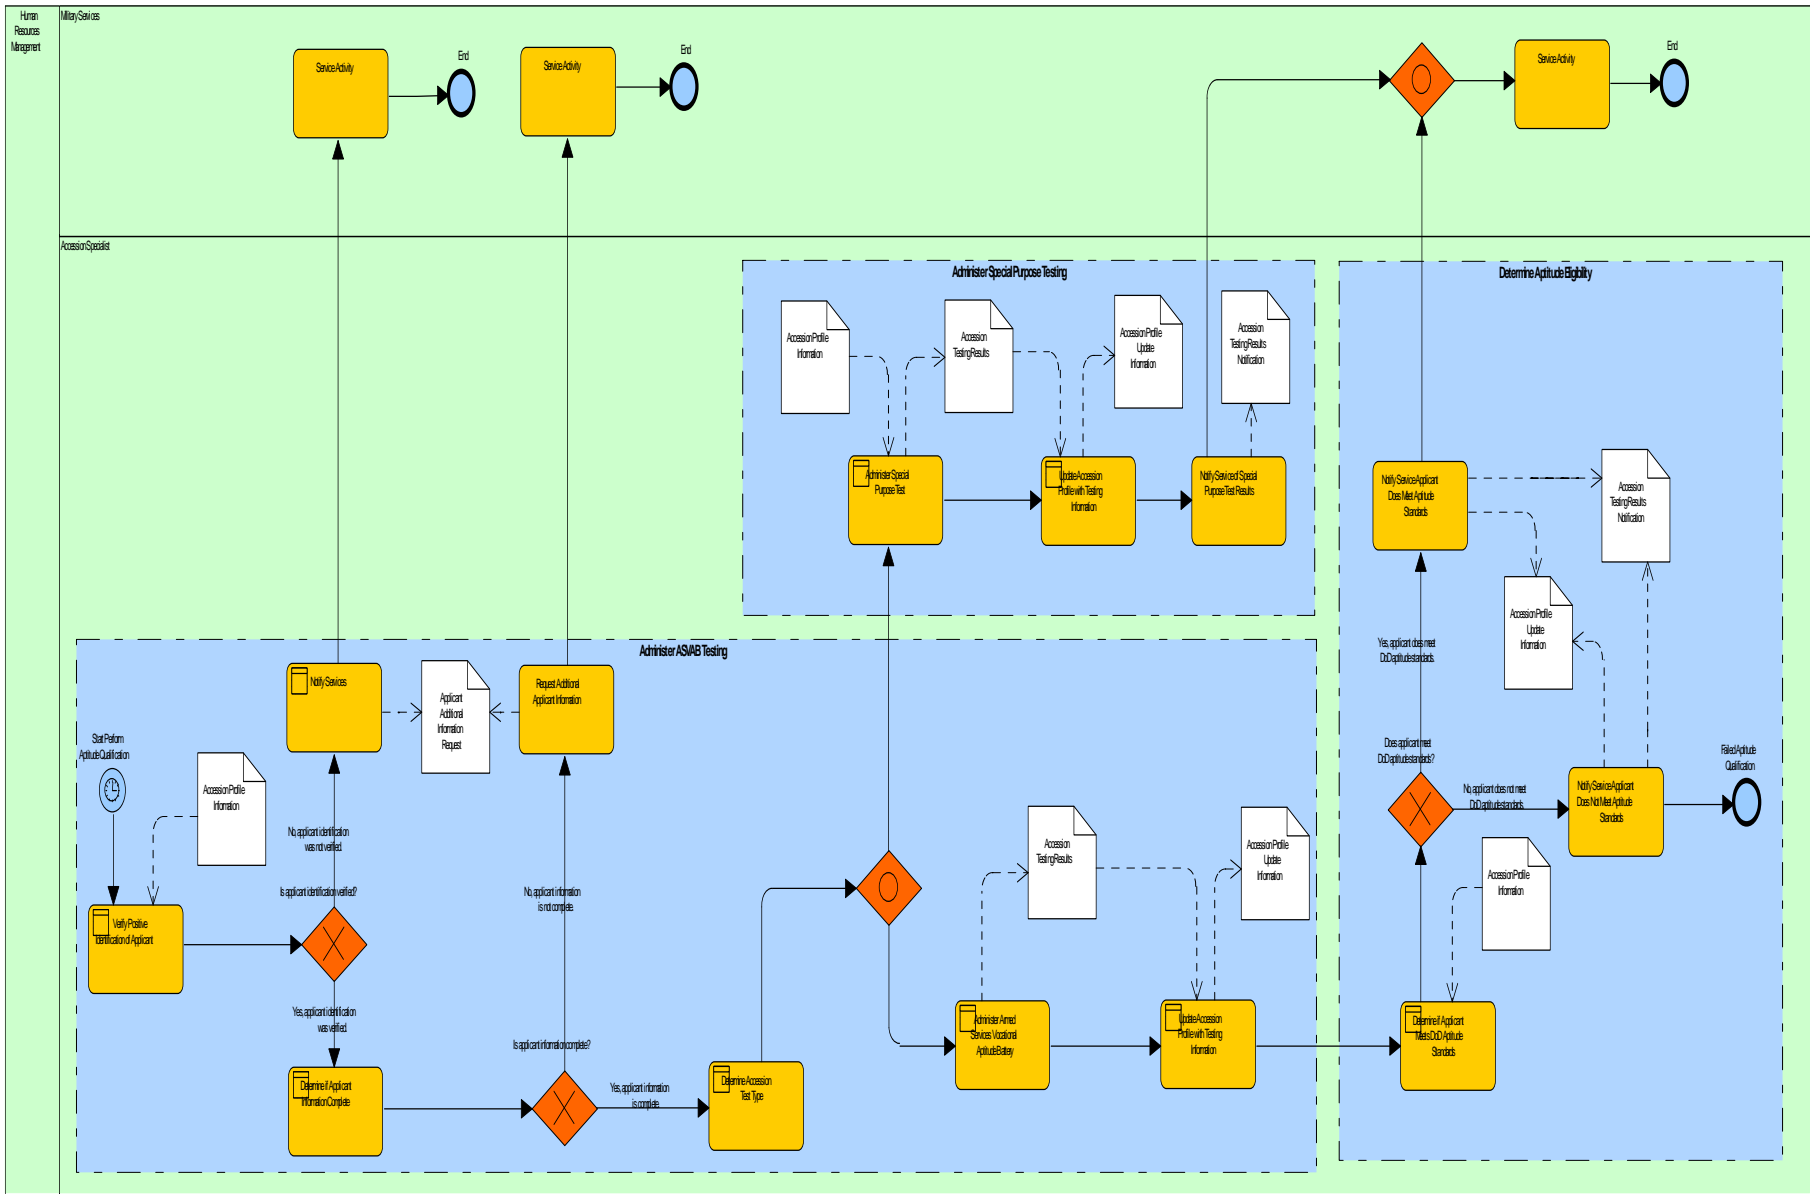 Human
Resources
Management
Military Services
Service Activity
End
Service Activity
End
Service Activity
End
Accession Specialist
Administer Special Purpose Testing
Accession Profile
Information
Accession
Testing Results
Accession Profile
Update
Information
Accession
Testing Results
Notification
Administer Special
Purpose Test
Update Accession
Profile with Testing
Information
Notify Service of Special
Purpose Test Results
Determine Aptitude Eligibility
Notify Service Applicant
Does Meet Aptitude
Standards
Accession
Testing Results
Notification
Accession Profile
Update
Information
Yes, applicant does meet
DoD aptitude standards.
Does applicant meet
DoD aptitude standards?
No, applicant does not meet
DoD aptitude standards.
Notify Service Applicant
Does Not Meet Aptitude
Standards
Failed Aptitude
Qualification
Accession Profile
Information
Determine if Applicant
Meets DoD Aptitude
Standards
Administer ASVAB Testing
Notify Services
Applicant
Additional
Information
Request
Request Additional
Applicant Information
Start Perform
Aptitude Qualification
Accession Profile
Information
No, applicant identification
was not verified.
Is applicant identification verified?
Verify Positive
Identification of Applicant
Yes, applicant identification
was verified.
Determine if Applicant
Information Complete
No, applicant information
is not complete.
Is applicant information complete?
Yes, applicant information
is complete.
Determine Accession
Test Type
Accession
Testing Results
Accession Profile
Update
Information
Administer Armed
Services Vocational
Aptitude Battery
Update Accession
Profile with Testing
Information